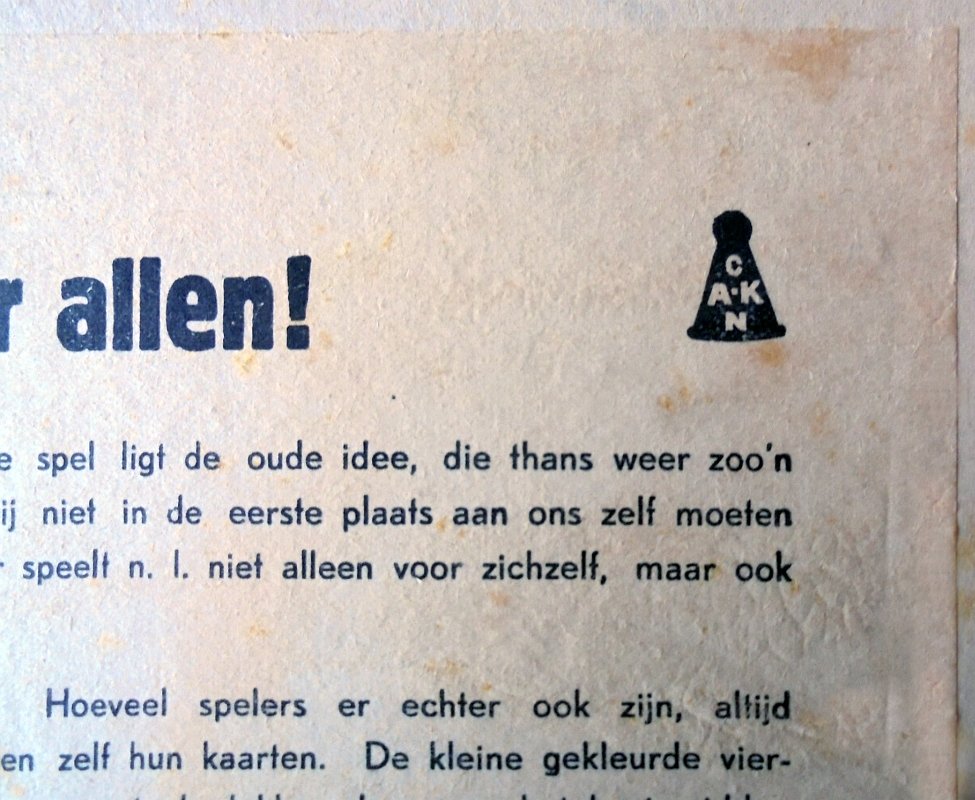 allen!
C
A·K
N
spel ligt de oude idee, die thans weer zoo'n
ij niet in de eerste plaats aan ons zelf moeten
speelt n. l. niet alleen voor zichzelf, maar ook
Hoeveel spelers er echter ook zijn, altijd
en zelf hun kaarten. De kleine gekleurde vier-